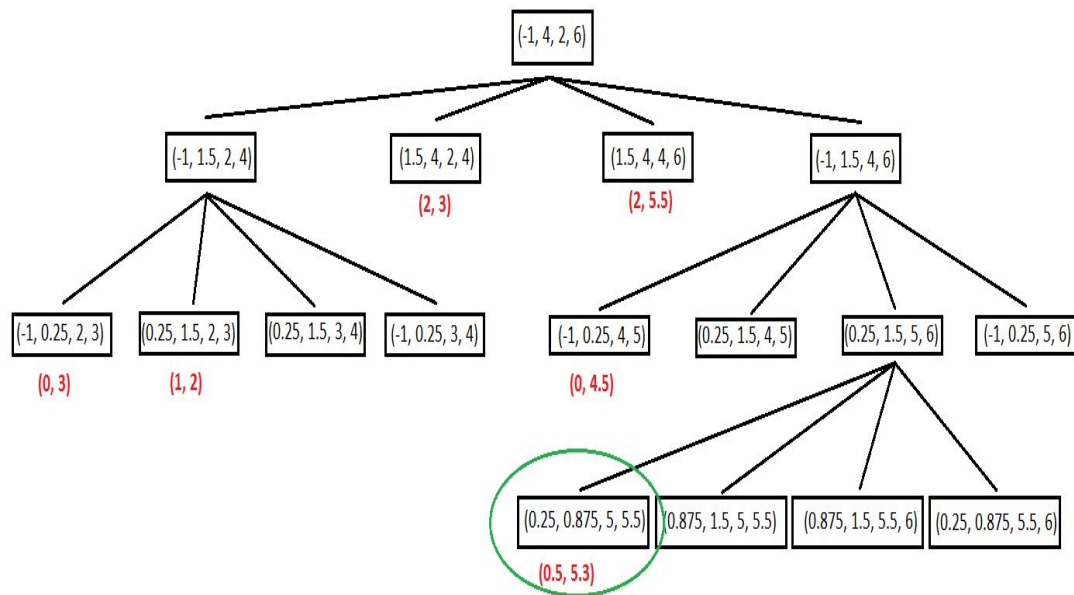 (-1, 4, 2, 6)
(-1, 1.5, 2, 4)
(1.5, 4, 2, 4)
(1.5, 4, 4, 6)
(-1, 1.5, 4, 6)
(2, 3)
(2, 5.5)
(-1, 0.25, 2, 3)
(0.25, 1.5, 2, 3)
(0.25, 1.5, 3, 4)
(-1, 0.25, 3, 4)
(-1, 0.25, 4, 5)
(0.25, 1.5, 4, 5)
(0.25, 1.5, 5, 6)
(-1, 0.25, 5, 6)
(0, 3)
(1, 2)
(0, 4.5)
(0.25, 0.875, 5, 5.5)
(0.875, 1.5, 5, 5.5)
(0.875, 1.5, 5.5, 6)
(0.25, 0.875, 5.5, 6)
(0.5, 5.3)